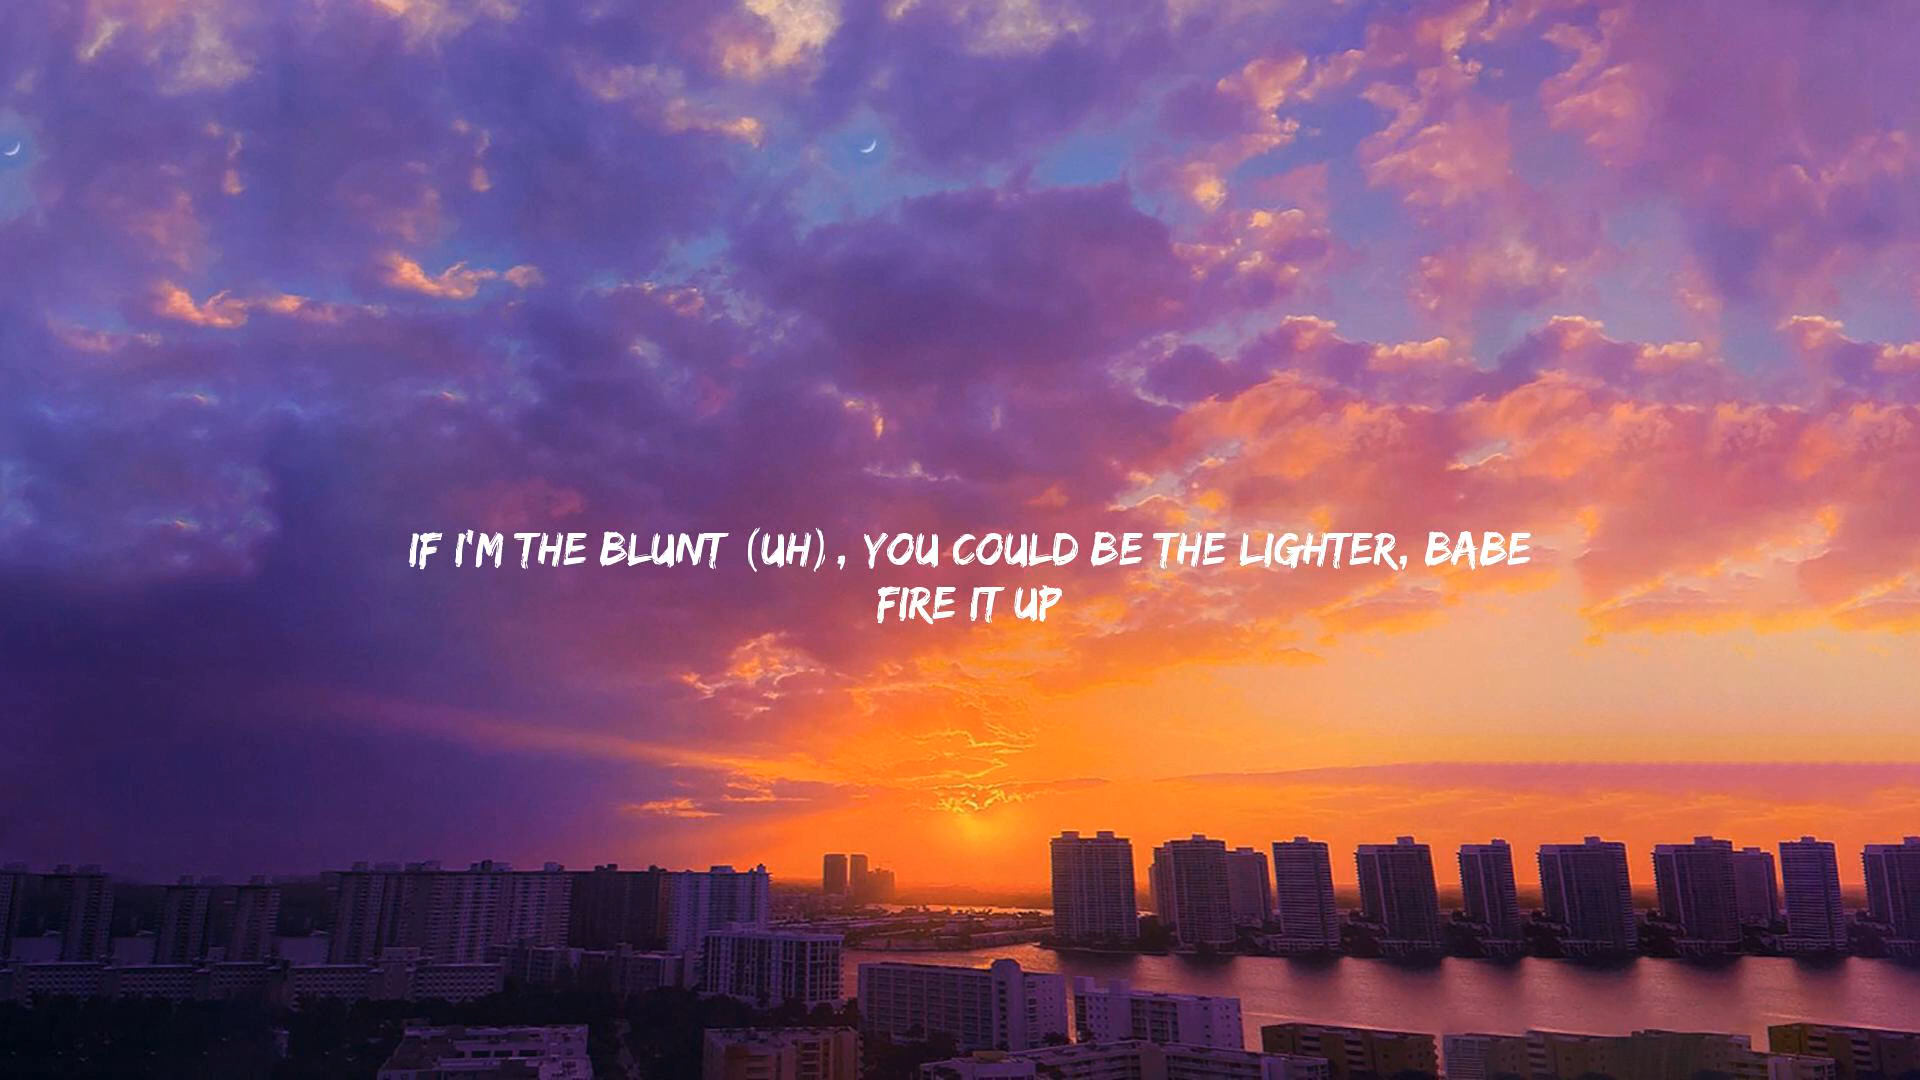 IF I'M THE BLUNT (UH), YOU COULD BE THE LIGHTER, BABE
FIRE IT UP